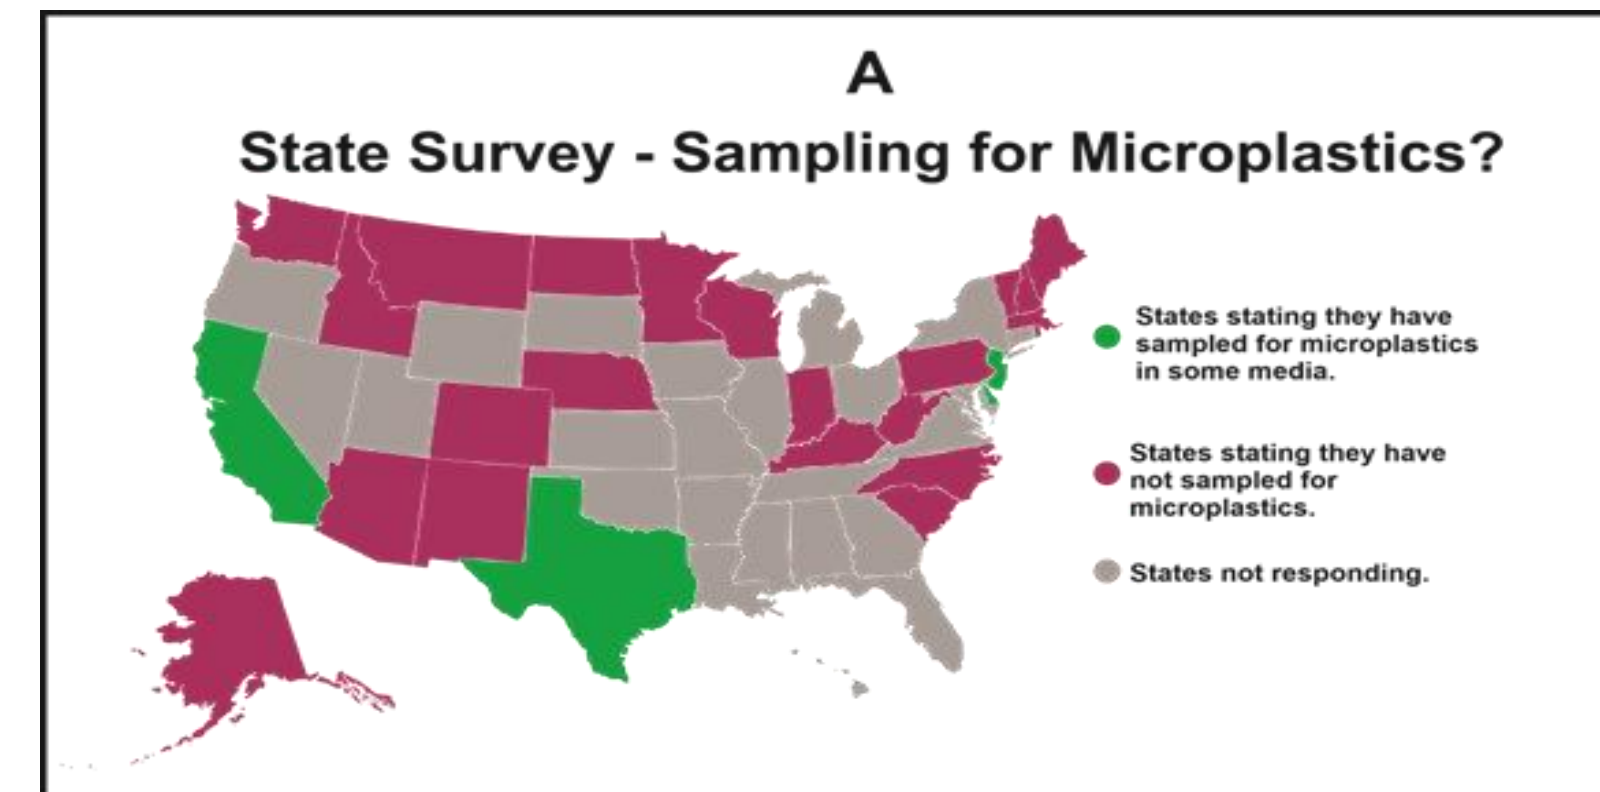 A
State Survey - Sampling for Microplastics?
States stating they have
sampled for microplastics
in some media.
States stating they have
not sampled for
microplastics.
States not responding.